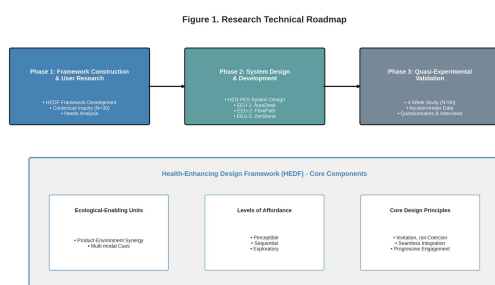 Figure 1. Research Technical Roadmap
Phase 1: Framework Construction
& User Research
• HEDF Framework Development
• Contextual Inquiry (N=30)
• Needs Analysis
Phase 2: System Design
& Development
• HED-PES System Design
• EEU-1: AuraDesk
• EEU-2: FlowPath
• EEU-3: ZenStone
Phase 3: Quasi-Experimental
Validation
• 4-Week Study (N=60)
• Accelerometer Data
• Questionnaires & Interviews
Health-Enhancing Design Framework (HEDF) - Core Components
Ecological-Enabling Units
• Product-Environment Synergy
• Multi-modal Cues
Levels of Affordance
• Perceptible
• Sequential
• Exploratory
Core Design Principles
• Invitation, not Coercion
• Seamless Integration
• Progressive Engagement